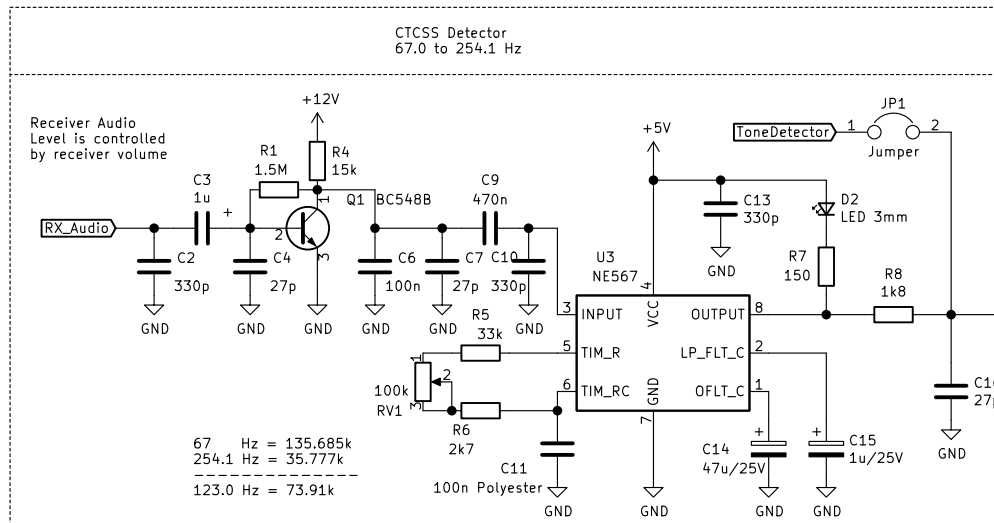 CTCSS Detector
67.0 to 254.1 Hz
Receiver Audio
Level is controlled
by receiver volume
+12V
R1
1.5M
R4
15k
C3
1u
+
RX_Audio
1
2
3
Q1
BC548B
C9
470n
C2
330p
C4
27p
C6
100n
C7
27p
C10
330p
GND
GND
GND
GND
GND
GND
+5V
ToneDetector
JP1
1
2
Jumper
C13
330p
GND
D2
LED 3mm
R7
150
R8
1k8
U3
NE567
4
VCC
3
INPUT
OUTPUT
8
5
TIM_R
LP_FLT_C
2
6
TIM_RC
OFLT_C
1
GND
7
R5
33k
1
2
3
100k
RV1
R6
2k7
C11
100n Polyester
GND
GND
+
C14
47u/25V
GND
+
C15
1u/25V
GND
27p
GND
67 Hz = 135.685k
254.1 Hz = 35.777k
123.0 Hz = 73.91k